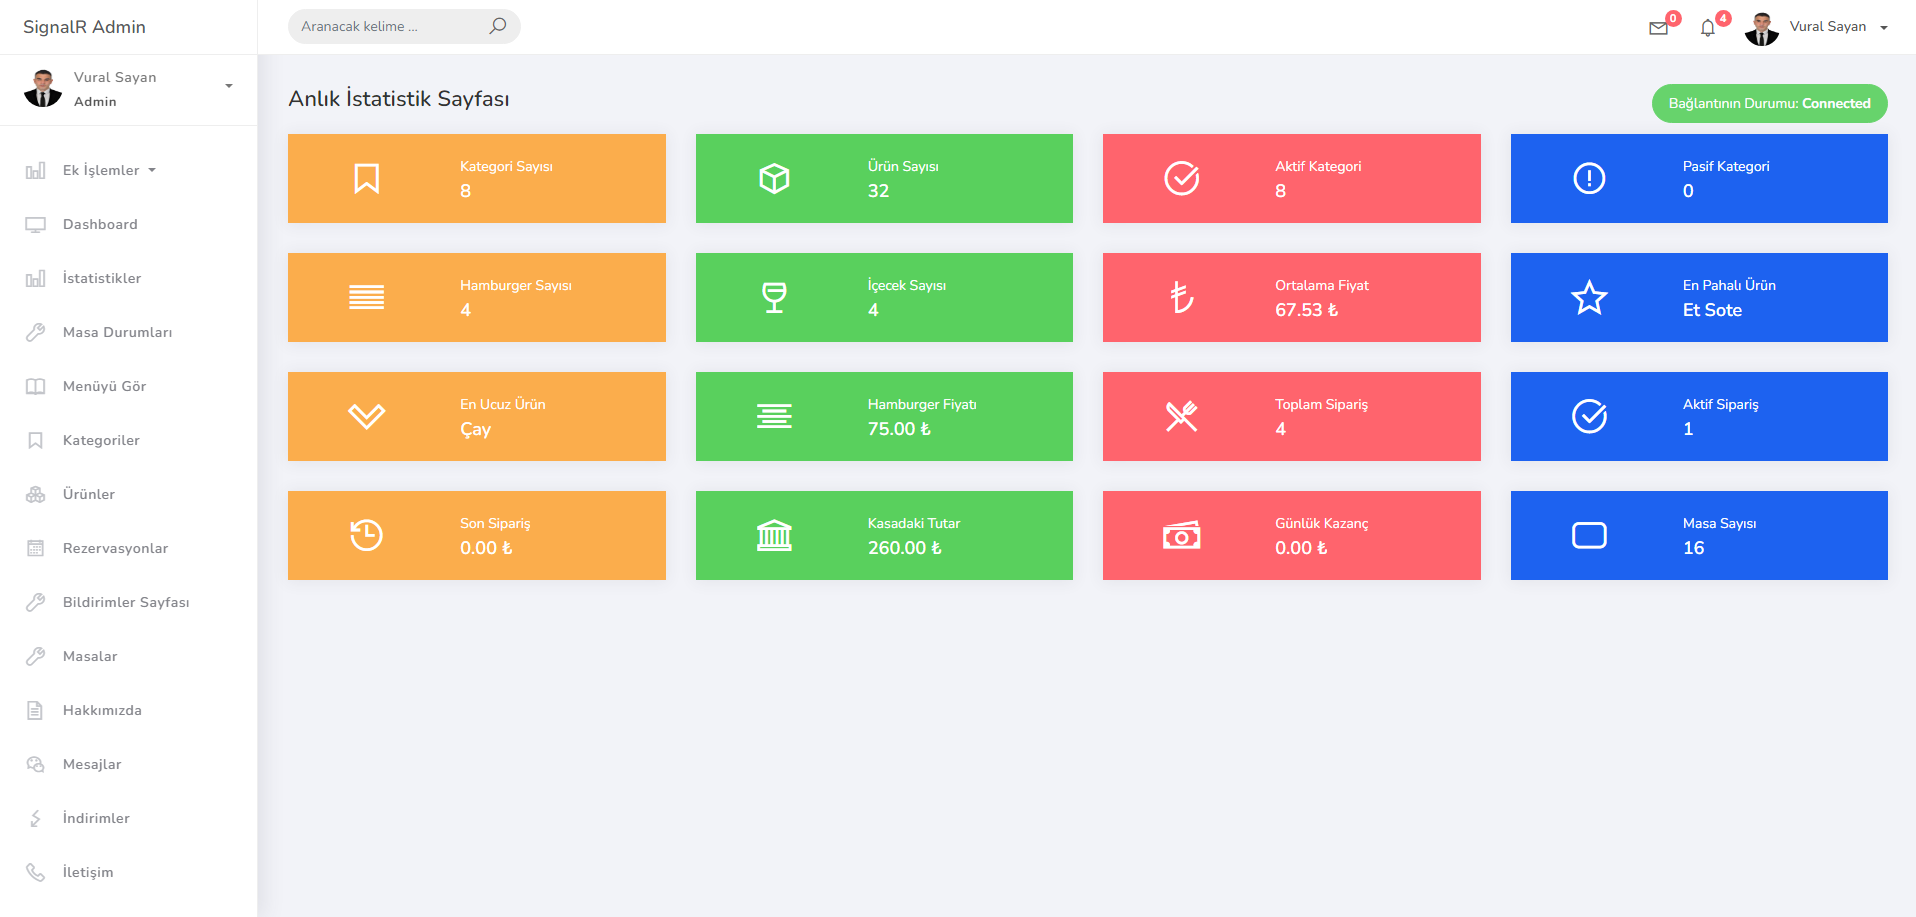 SignalR Admin
Aranacak kelime ...
0
4
Vural Sayan
Vural Sayan
Admin
Ek İşlemler
Dashboard
İstatistikler
Masa Durumları
Menüyü Gör
Kategoriler
Ürünler
Rezervasyonlar
Bildirimler Sayfası
Masalar
Hakkımızda
Mesajlar
İndirimler
İletişim
Anlık İstatistik Sayfası
Bağlantının Durumu: Connected
Kategori Sayısı
8
Ürün Sayısı
32
Aktif Kategori
8
Pasif Kategori
0
Hamburger Sayısı
4
İçecek Sayısı
4
Ortalama Fiyat
67.53 ₺
En Pahalı Ürün
Et Sote
En Ucuz Ürün
Çay
Hamburger Fiyatı
75.00 ₺
Toplam Sipariş
4
Aktif Sipariş
1
Son Sipariş
0.00 ₺
Kasadaki Tutar
260.00 ₺
Günlük Kazanç
0.00 ₺
Masa Sayısı
16